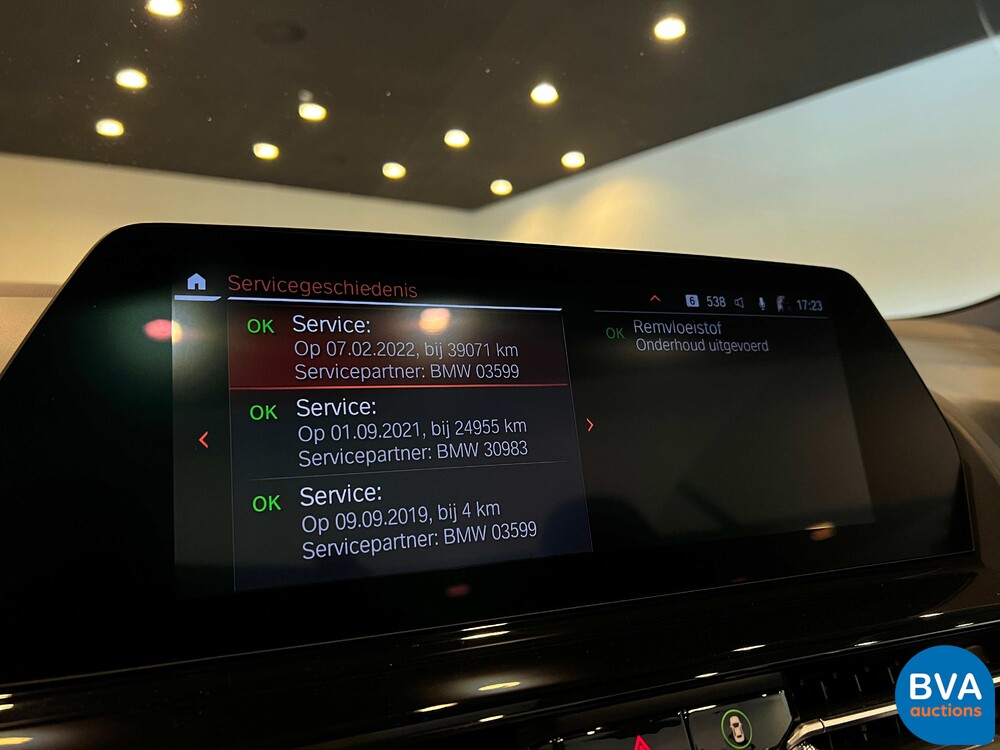 Servicegeschiedenis
6 538 17:23
OK Service:
Op 07.02.2022, bij 39071 km
Servicepartner: BMW 03599
OK Service:
Op 01.09.2021, bij 24955 km
Servicepartner: BMW 30983
OK Service:
Op 09.09.2019, bij 4 km
Servicepartner: BMW 03599
OK Remvloeistof
Onderhoud uitgevoerd
BVA
auctions